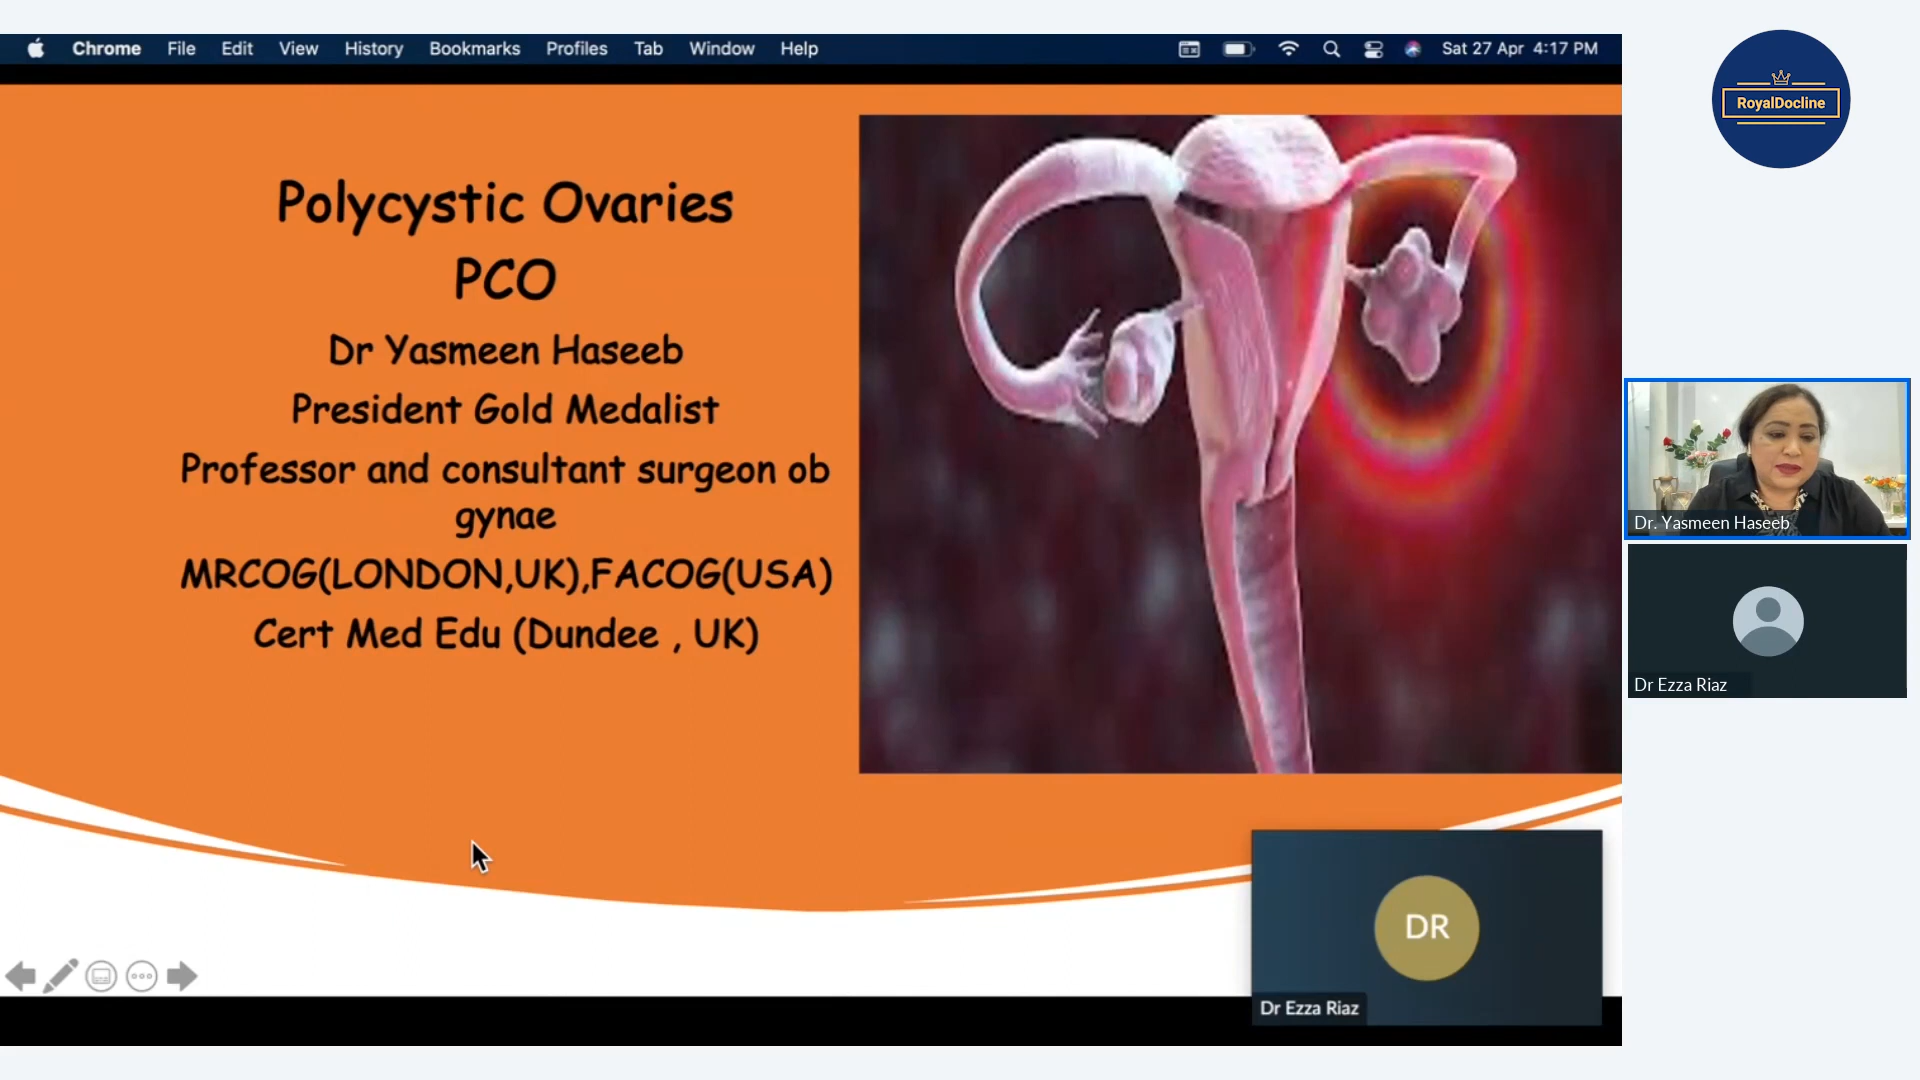 Chrome File Edit View History Bookmarks Profiles Tab Window Help Sat 27 Apr 4:17 PM
RoyalDocline
Polycystic Ovaries
PCO
Dr Yasmeen Haseeb
President Gold Medalist
Professor and consultant surgeon ob
gynae
MRCOG(LONDON,UK),FACOG(USA)
Cert Med Edu (Dundee , UK)
Dr. Yasmeen Haseeb
Dr Ezza Riaz
DR
Dr Ezza Riaz